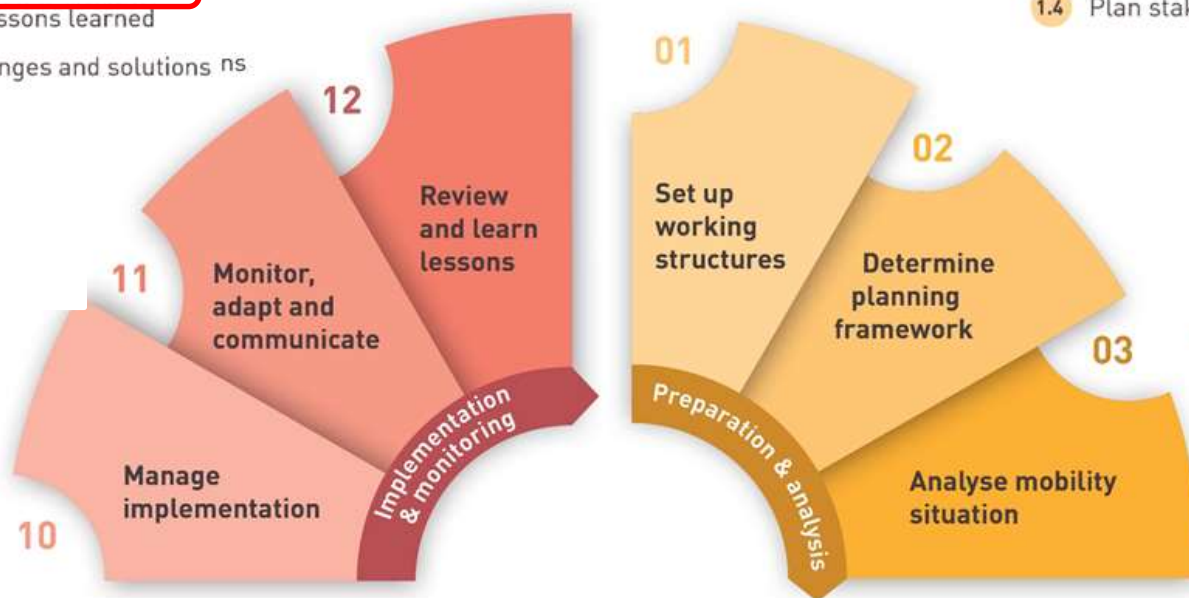 lessons learned
nges and solutions ns
12
Review
and learn
lessons
11
Monitor,
adapt and
communicate
10
Manage
implementation
Implementation
& monitoring
1.4 Plan
01
Set up
working
structures
02
Determine
planning
framework
03
Analyse mobility
situation
Preparation & analysis